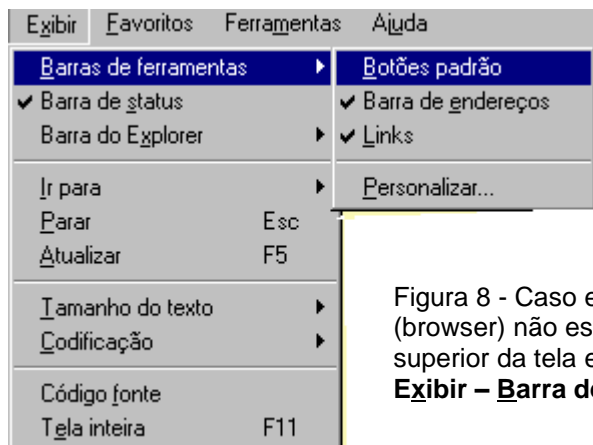 Exibir Favoritos Ferramentas Ajuda
Barras de ferramentas
Barra de status
Barra do Explorer
Ir para
Parar Esc
Atualizar F5
Tamanho do texto
Codificação
Código fonte
Tela inteira F11
Botões padrão
Barra de endereços
Links
Personalizar...
Figura 8 - Caso e
(browser) não es
superior da tela e
Exibir – Barra d